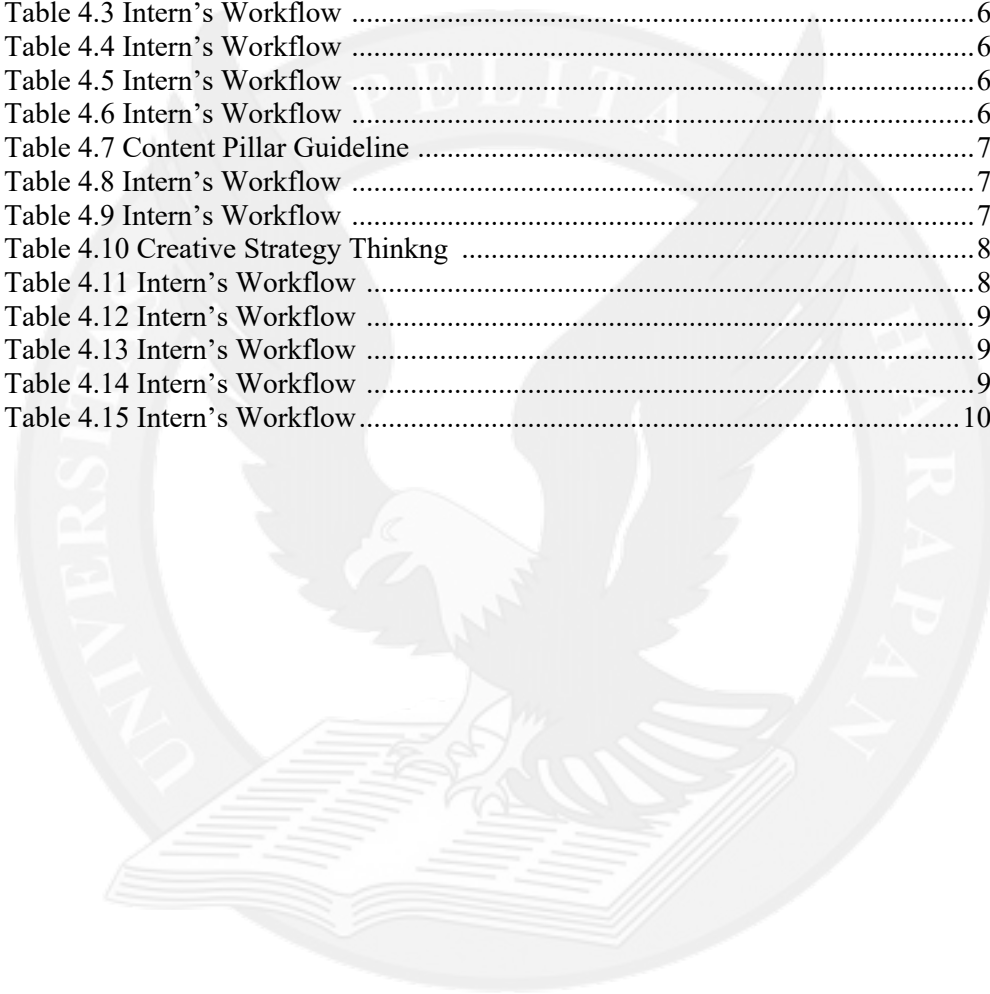 Table 4.3 Intern’s Workflow ................................................................................6
Table 4.4 Intern’s Workflow ................................................................................6
Table 4.5 Intern’s Workflow ................................................................................6
Table 4.6 Intern’s Workflow ................................................................................6
Table 4.7 Content Pillar Guideline .......................................................................7
Table 4.8 Intern’s Workflow ................................................................................7
Table 4.9 Intern’s Workflow ................................................................................7
Table 4.10 Creative Strategy Thinkng .................................................................8
Table 4.11 Intern’s Workflow ..............................................................................8
Table 4.12 Intern’s Workflow ..............................................................................9
Table 4.13 Intern’s Workflow ..............................................................................9
Table 4.14 Intern’s Workflow ..............................................................................9
Table 4.15 Intern’s Workflow..............................................................................10
UNIVERSITAS PELITA HARAPAN